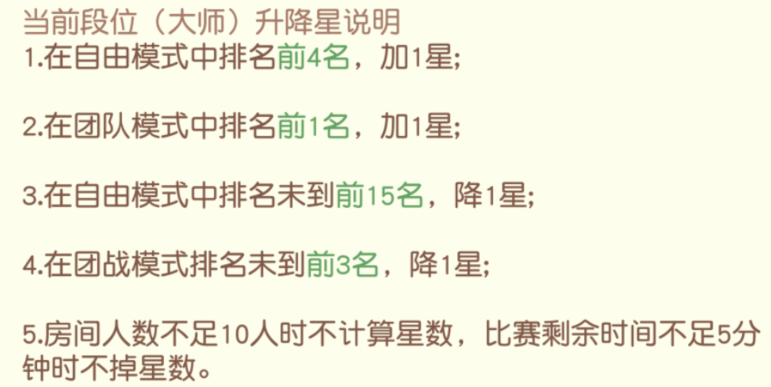 当前段位（大师）升降星说明
1.在自由模式中排名前4名，加1星;
2.在团队模式中排名前1名，加1星;
3.在自由模式中排名未到前15名，降1星;
4.在团战模式排名未到前3名，降1星;
5.房间人数不足10人时不计算星数，比赛剩余时间不足5分
钟时不掉星数。